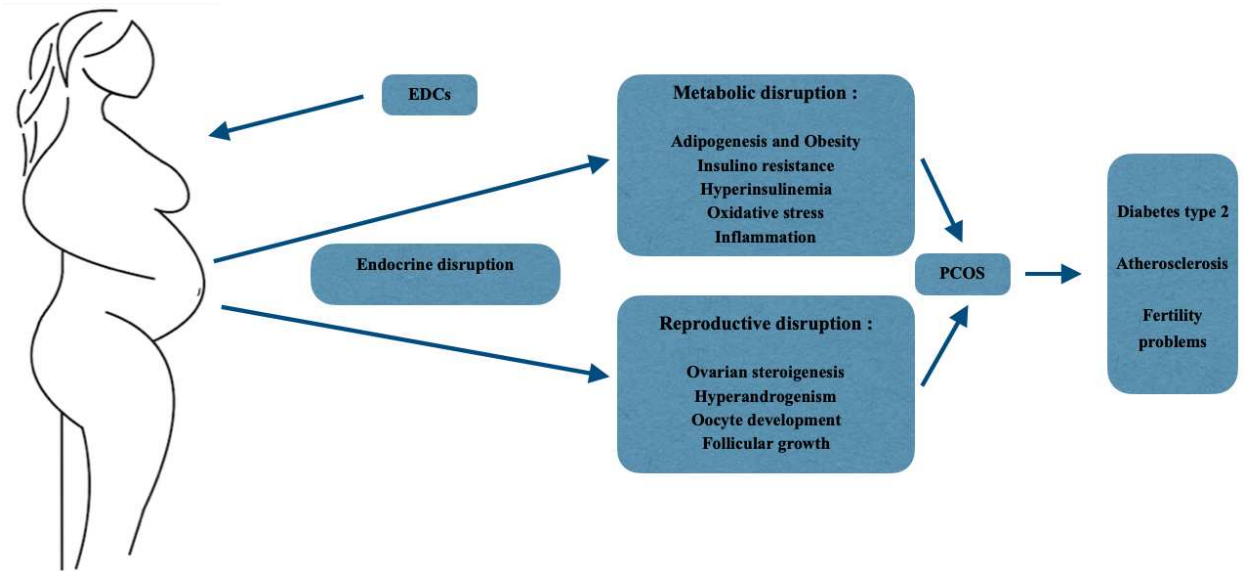 EDCs
Endocrine disruption
Metabolic disruption :
Adipogenesis and Obesity
Insulino resistance
Hyperinsulinemia
Oxidative stress
Inflammation
Reproductive disruption :
Ovarian steroigenesis
Hyperandrogenism
Oocyte development
Follicular growth
PCOS
Diabetes type 2
Atherosclerosis
Fertility
problems